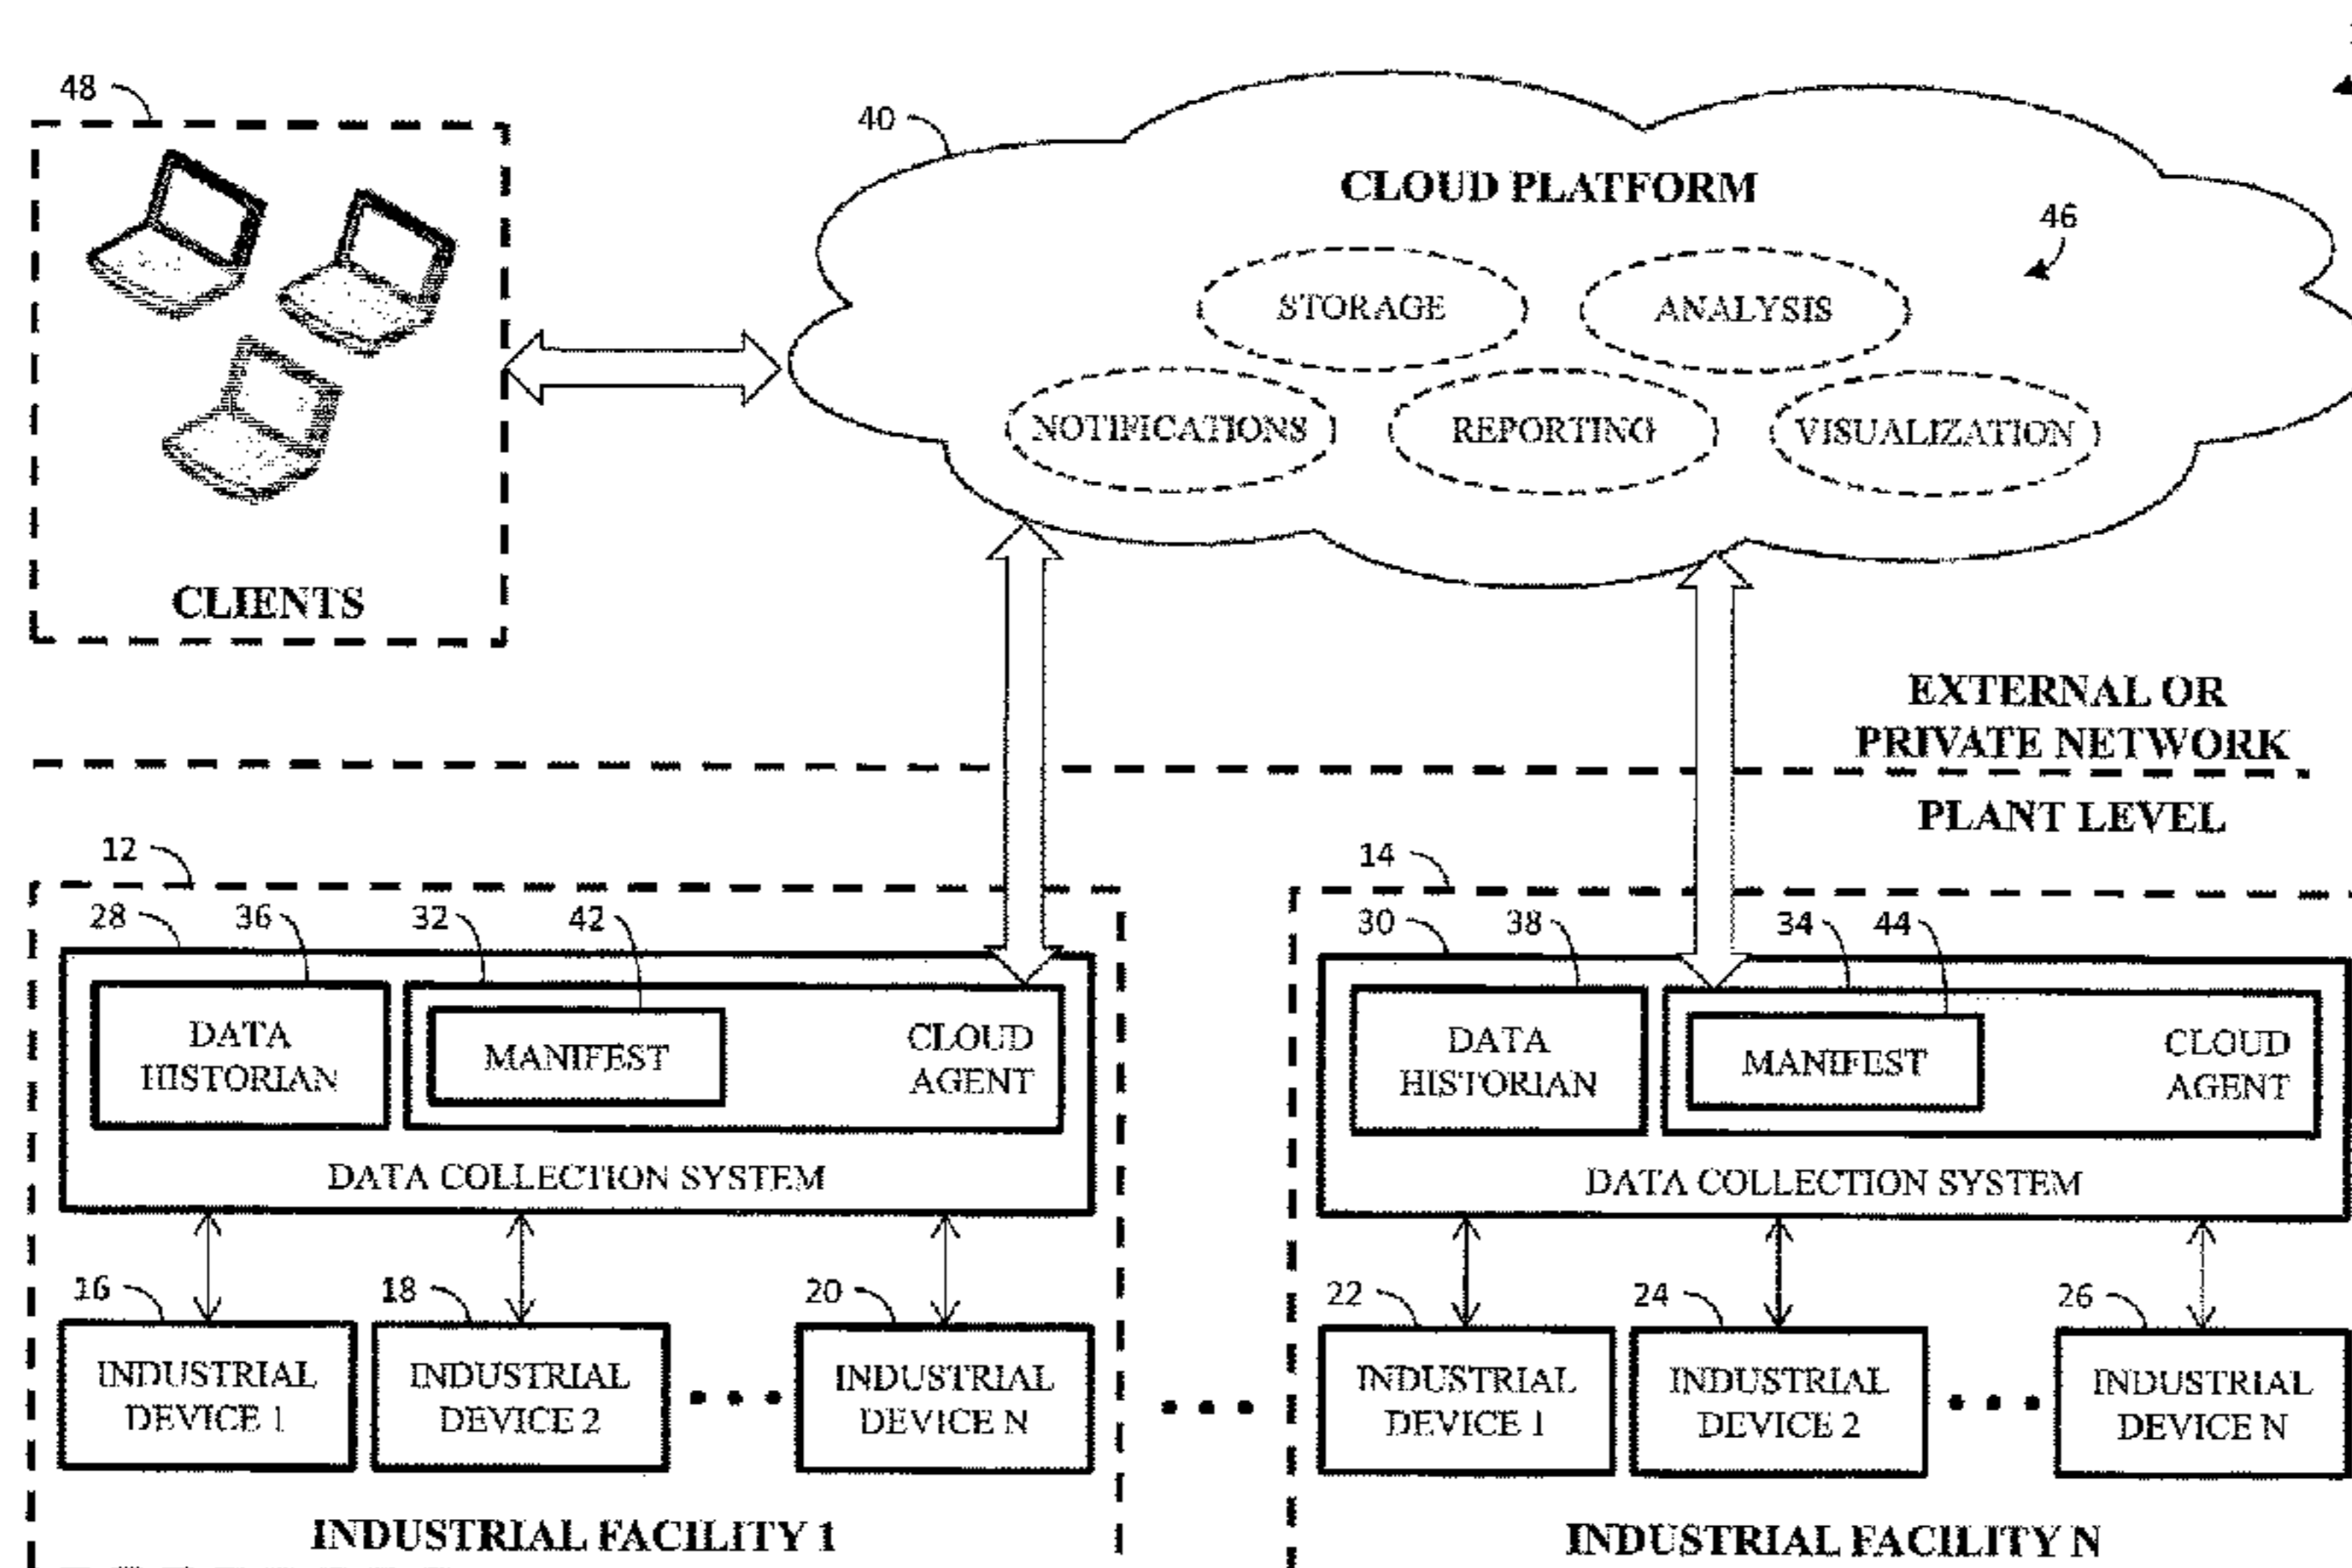 48
40
CLOUD PLATFORM
46
STORAGE
ANALYSIS
NOTIFICATIONS
REPORTING
VISUALIZATION
CLIENTS
EXTERNAL OR
PRIVATE NETWORK
PLANT LEVEL
12
14
28
36
32
42
30
38
34
44
DATA
HISTORIAN
MANIFEST
CLOUD
AGENT
DATA COLLECTION SYSTEM
DATA
HISTORIAN
MANIFEST
CLOUD
AGENT
DATA COLLECTION SYSTEM
16
18
20
22
24
26
INDUSTRIAL
DEVICE 1
INDUSTRIAL
DEVICE 2
INDUSTRIAL
DEVICE N
INDUSTRIAL
DEVICE 1
INDUSTRIAL
DEVICE 2
INDUSTRIAL
DEVICE N
INDUSTRIAL FACILITY 1
INDUSTRIAL FACILITY N